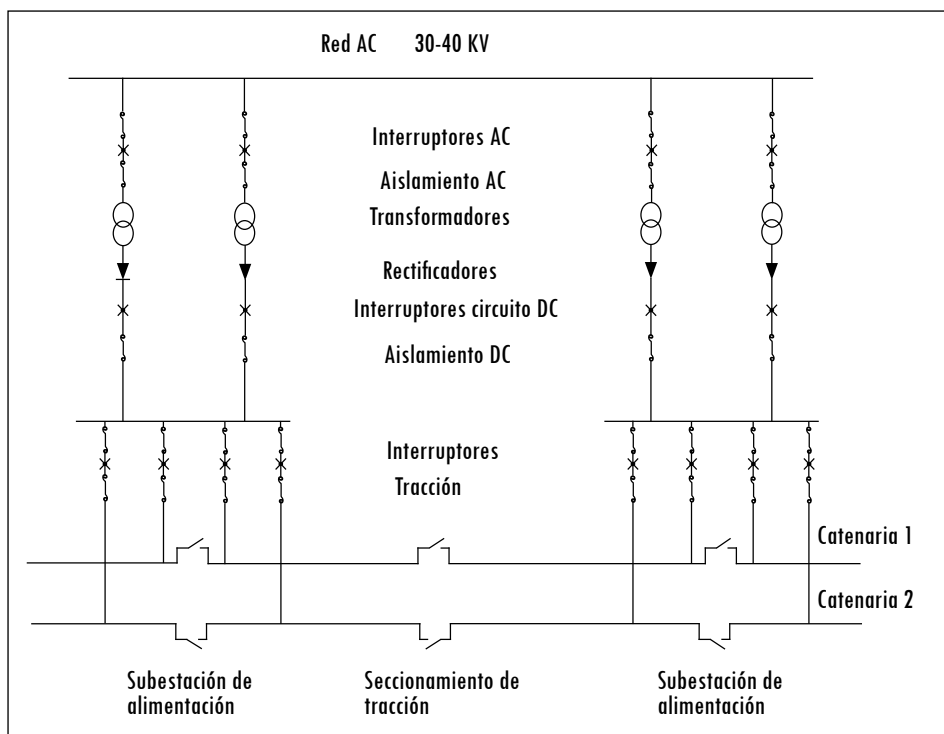 Red AC 30-40 KV
Interruptores AC
Aislamiento AC
Transformadores
Rectificadores
Interruptores circuito DC
Aislamiento DC
Interruptores
Tracción
Catenaria 1
Catenaria 2
Subestación de
alimentación
Seccionamiento de
tracción
Subestación de
alimentación